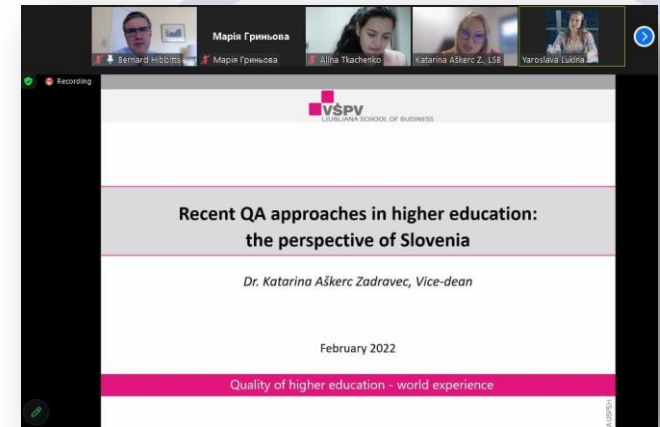 Марія Гриньова
Bernard Hibbitts
Марія Гриньова
Alina Tkachenko
Katarina Aškerc Z., LSB
Yaroslava Lukina
Recording
VŠPV
LJUBLJANA SCHOOL OF BUSINESS
Recent QA approaches in higher education:
the perspective of Slovenia
Dr. Katarina Aškerc Zadravec, Vice-dean
February 2022
Quality of higher education - world experience